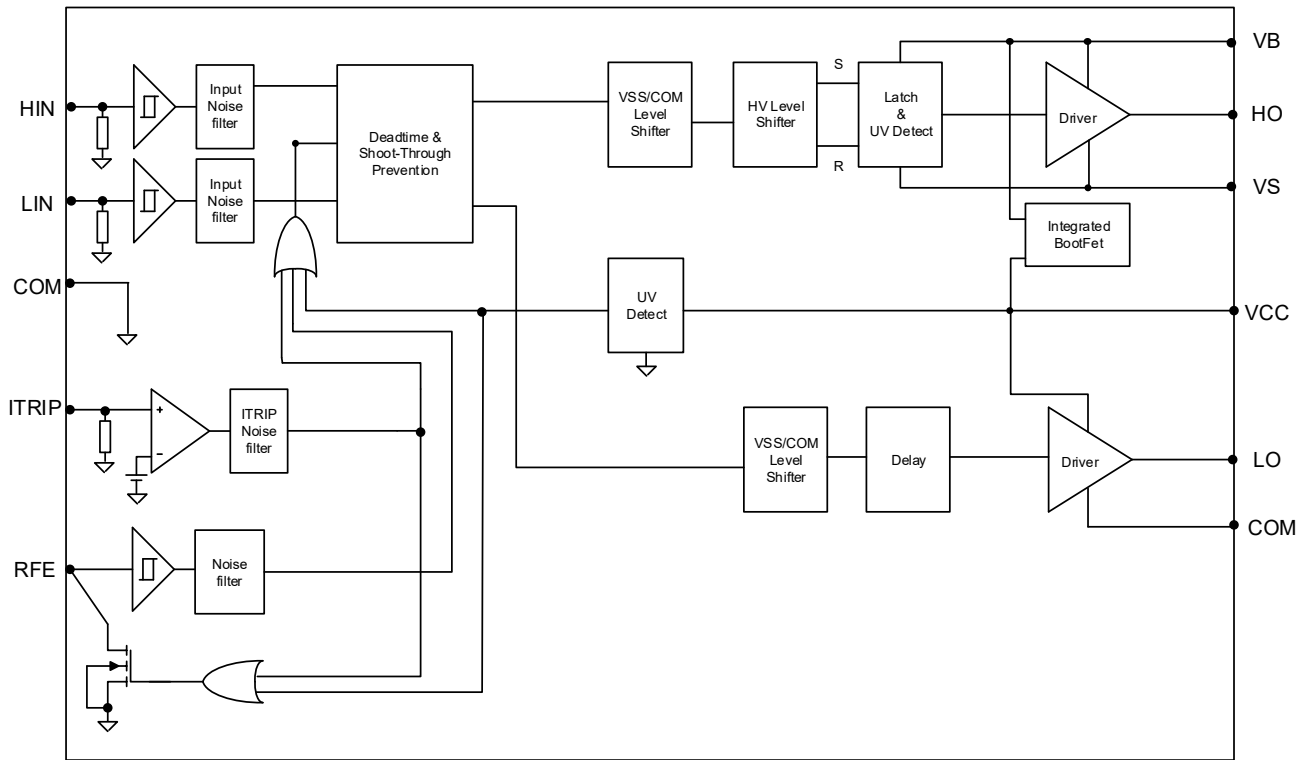 VB
HIN
Input
Noise
filter
Deadtime &
Shoot-Through
Prevention
VSS/COM
Level
Shifter
HV Level
Shifter
S
R
Latch
&
UV Detect
Driver
HO
LIN
Input
Noise
filter
VS
Integrated
BootFet
COM
UV
Detect
VCC
ITRIP
+
−
ITRIP
Noise
filter
VSS/COM
Level
Shifter
Delay
Driver
LO
COM
RFE
Noise
filter